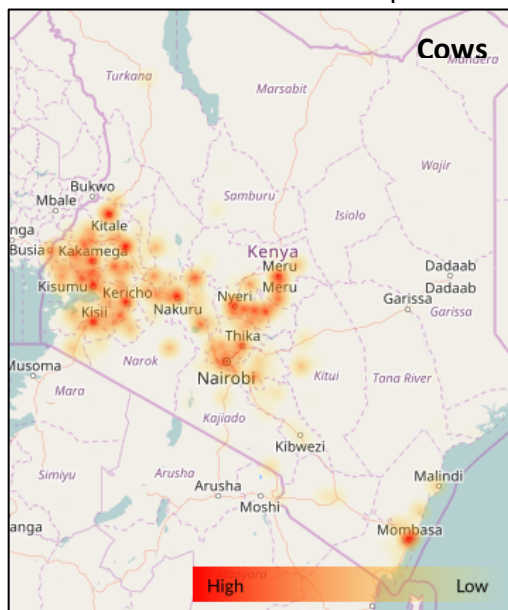 Cows
Mandera
Turkana
Marsabit
Wajir
Bukwo
Mbale
Samburu
Isiolo
Kitale
nga
Busia
Kakamega
Kenya
Meru
Dadaab
Kisumu
Kericho
Meru
Dadaab
Nyeri
Garissa
Nakuru
Garissa
Kisii
Thika
Musoma
Narok
Nairobi
Kitui
Tana River
Mara
Kajiado
Kibwezi
Simiyu
Arusha
Malindi
Arusha
Moshi
anga
Mombasa
High
Low